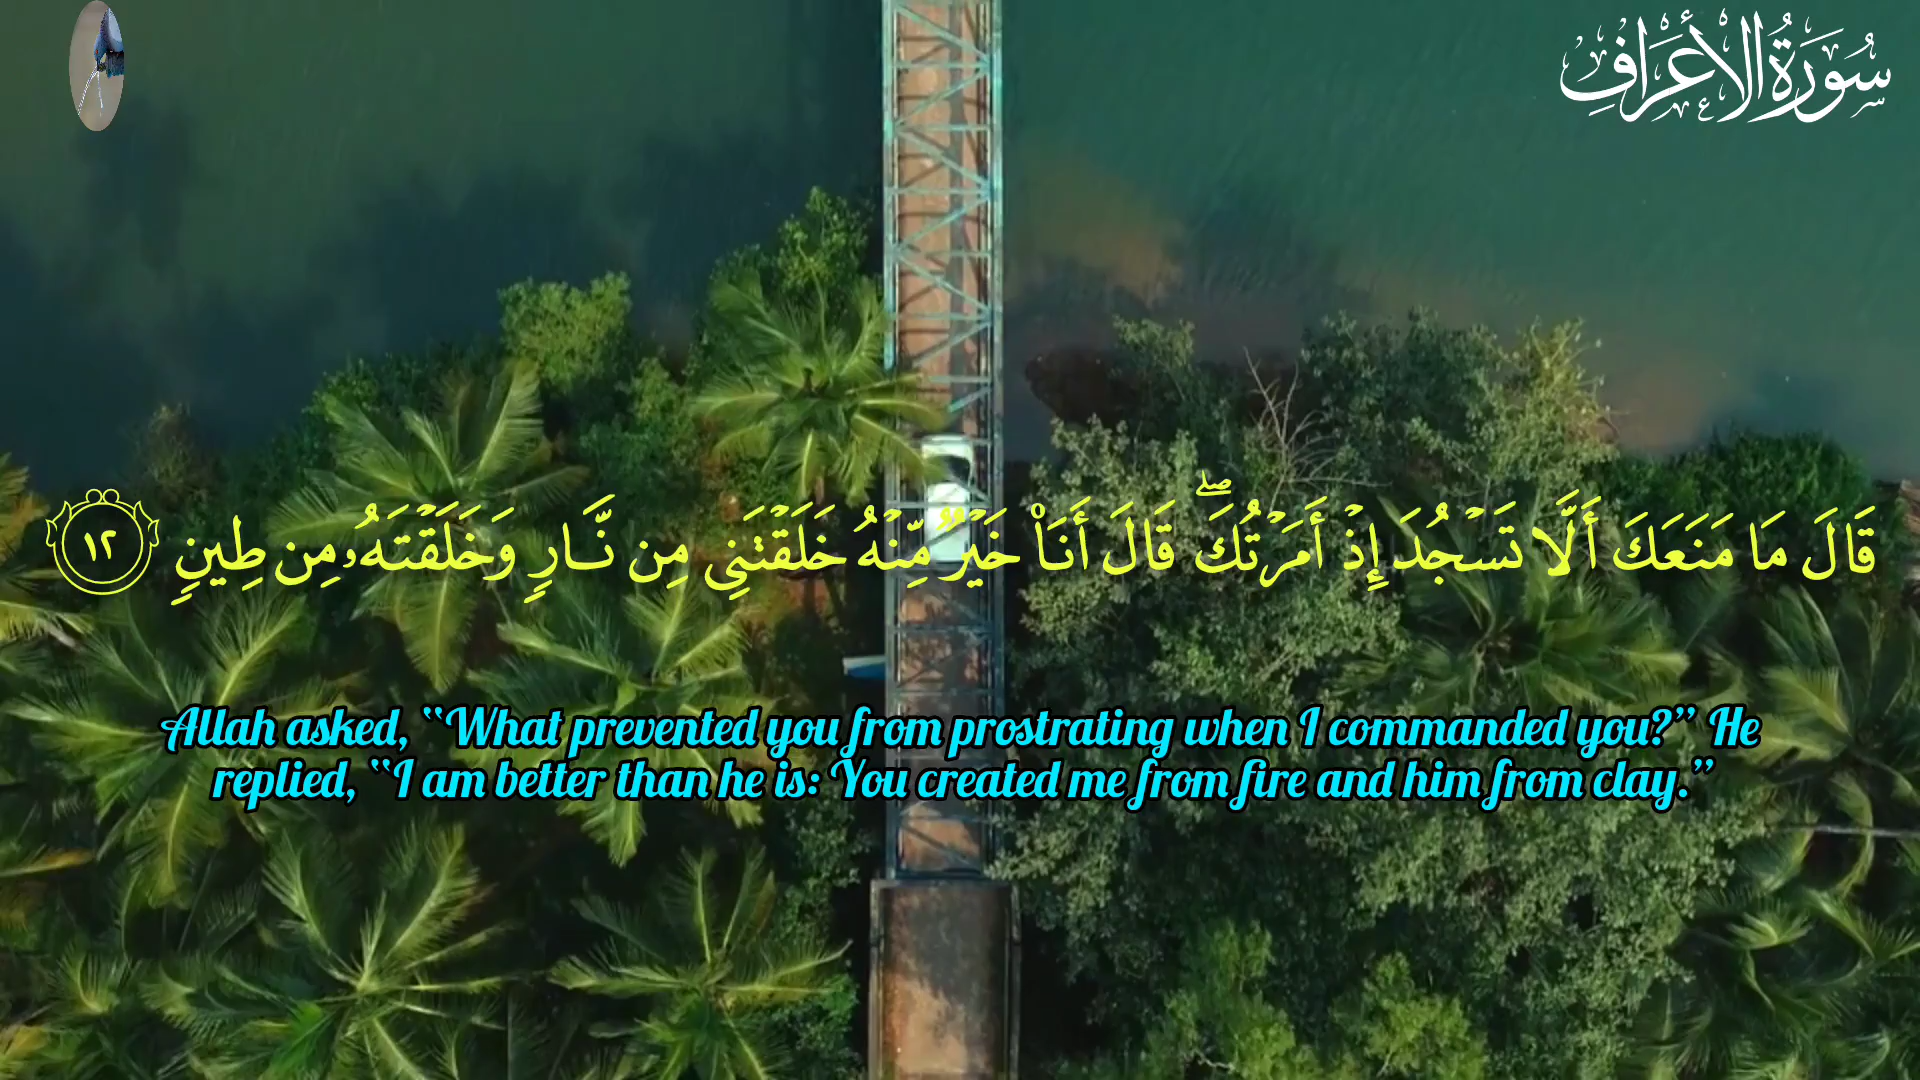 سُورَةُ الأَعْرَافِ
قَالَ مَا مَنَعَكَ أَلَّا تَسْجُدَ إِذْ أَمَرْتُكَ ۖ قَالَ أَنَا۠ خَيْرٌ مِّنْهُ خَلَقْتَنِى مِن نَّارٍ وَخَلَقْتَهُۥ مِن طِينٍ ١٢
Allah asked, “What prevented you from prostrating when I commanded you?” He
replied, “I am better than he is: You created me from fire and him from clay.”